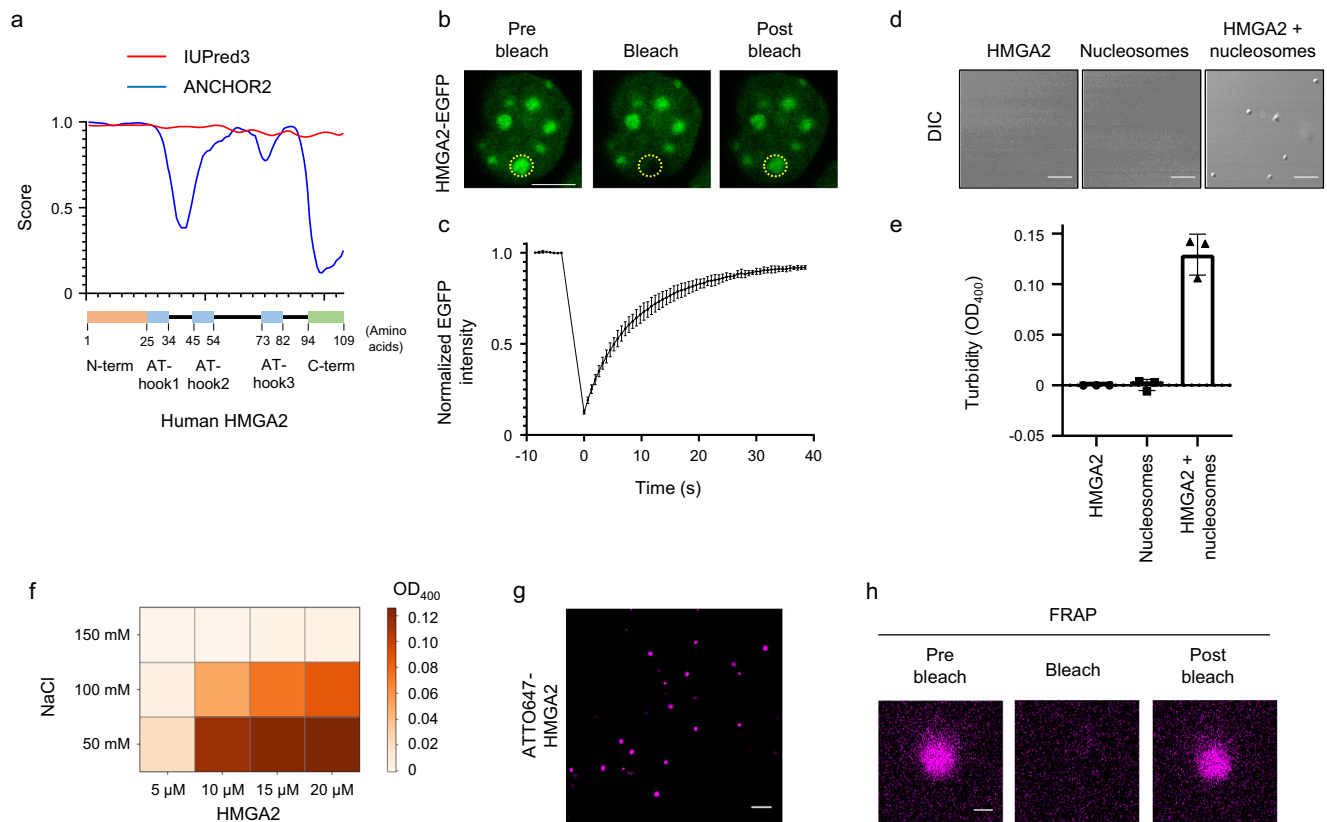 a
IUPred3
ANCHOR2
1.0
0.5
0
Score
1 25 34 45 54 73 82 94 109
(Amino
acids)
N-term AT-
hook1 AT-
hook2 AT-
hook3 C-term
Human HMGA2
b
Pre
bleach
Bleach
Post
bleach
HMGA2-EGFP
c
1.0
0.5
0
Normalized EGFP
intensity
-10 0 10 20 30 40
Time (s)
d
HMGA2
Nucleosomes
HMGA2 +
nucleosomes
DIC
e
0.15
0.10
0.05
0
-0.05
Turbidity (OD400)
HMGA2
Nucleosomes
HMGA2 +
nucleosomes
f
OD400
150 mM
100 mM
50 mM
NaCl
5 μM 10 μM 15 μM 20 μM
HMGA2
0.12
0.10
0.08
0.06
0.04
0.02
0
g
ATTO647-
HMGA2
h
FRAP
Pre
bleach
Bleach
Post
bleach